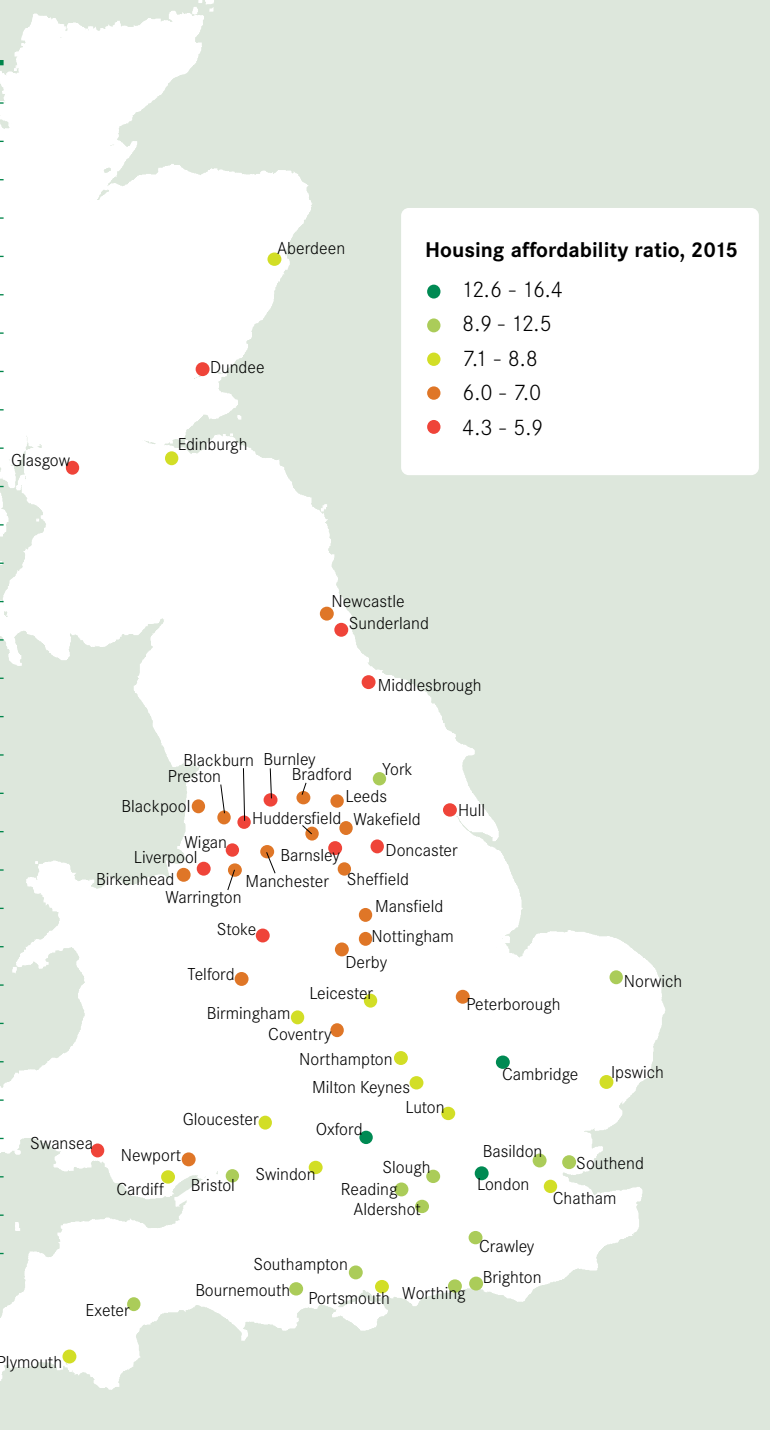 Aberdeen
Housing affordability ratio, 2015
12.6 - 16.4
8.9 - 12.5
7.1 - 8.8
6.0 - 7.0
4.3 - 5.9
Dundee
Edinburgh
Glasgow
Newcastle
Sunderland
Middlesbrough
Blackburn
Burnley
York
Preston
Bradford
Blackpool
Leeds
Hull
Huddersfield
Wakefield
Wigan
Doncaster
Liverpool
Barnsley
Birkenhead
Manchester
Sheffield
Warrington
Mansfield
Stoke
Nottingham
Derby
Telford
Norwich
Leicester
Peterborough
Birmingham
Coventry
Northampton
Cambridge
Ipswich
Milton Keynes
Luton
Gloucester
Oxford
Swansea
Basildon
Newport
Southend
Slough
Swindon
London
Cardiff
Bristol
Reading
Chatham
Aldershot
Crawley
Southampton
Brighton
Bournemouth
Worthing
Portsmouth
Exeter
Plymouth